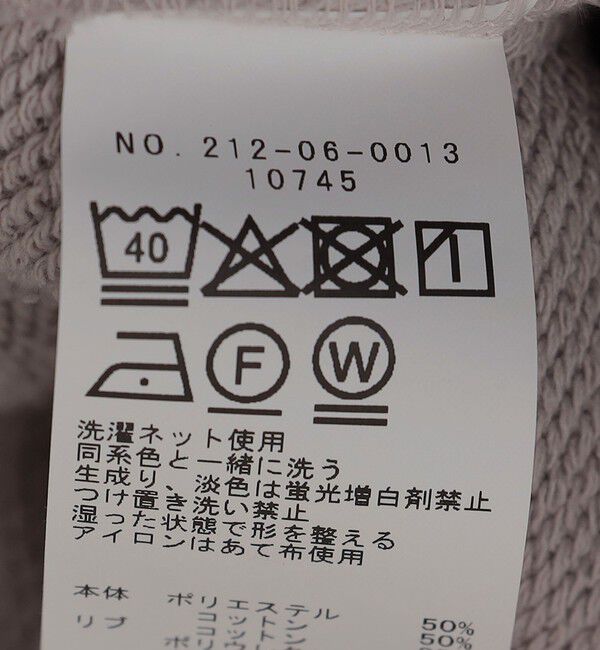 NO. 212-06-0013
10745
40
F W
洗濯ネット使用
同系色と一緒に洗う
生成り、淡色は蛍光増白剤禁止
つけ置き洗い禁止
湿った状態で形を整える
アイロンはあて布使用
本体 ポリエステル 50%
コットン 50%
リブ